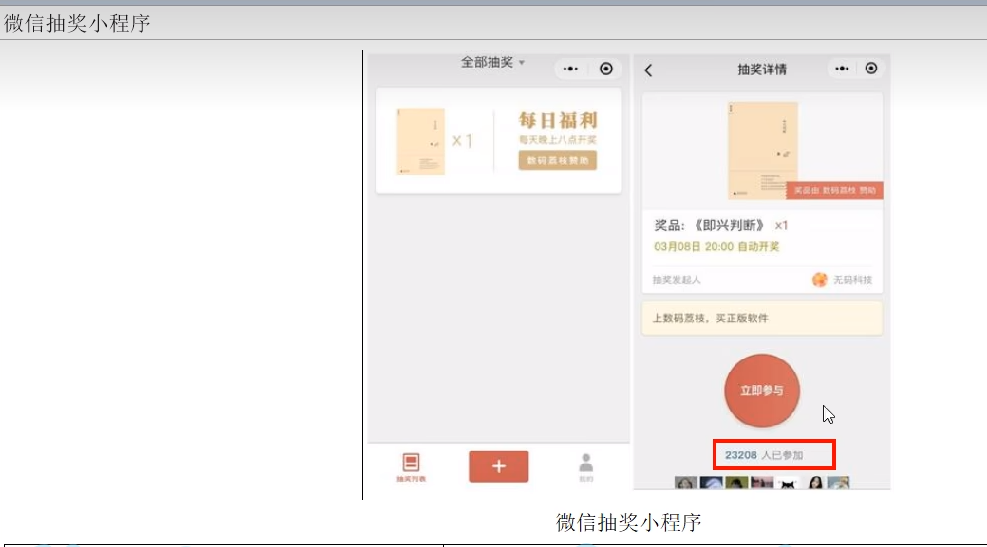 微信抽奖小程序
全部抽奖
×1
每日福利
每天晚上八点开奖
数码荔枝赞助
抽奖列表
我的
抽奖详情
奖品由 数码荔枝 赞助
奖品：《即兴判断》 ×1
03月08日 20:00 自动开奖
抽奖发起人
无码科技
上数码荔枝，买正版软件
立即参与
23208 人已参加
微信抽奖小程序